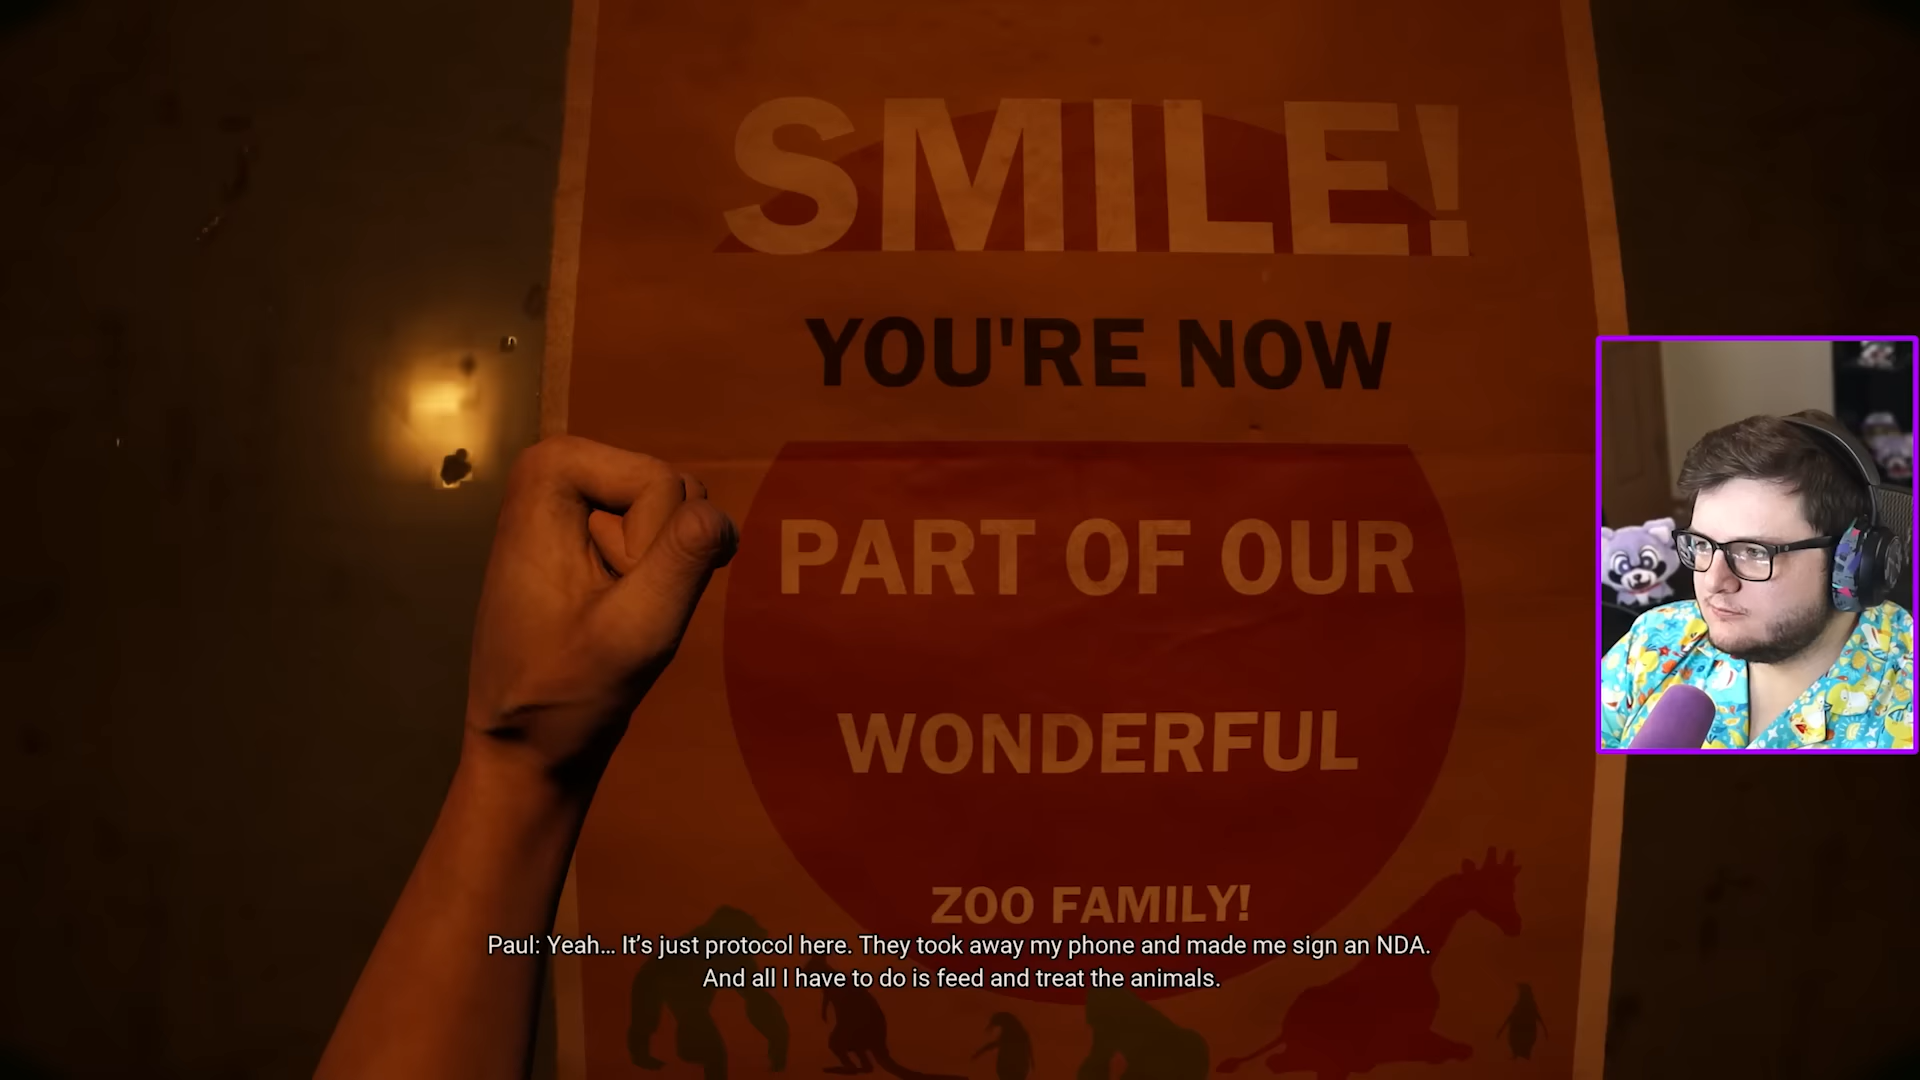 SMILE!
YOU'RE NOW
PART OF OUR
WONDERFUL
ZOO FAMILY!
Paul: Yeah... It's just protocol here. They took away my phone and made me sign an NDA.
And all I have to do is feed and treat the animals.